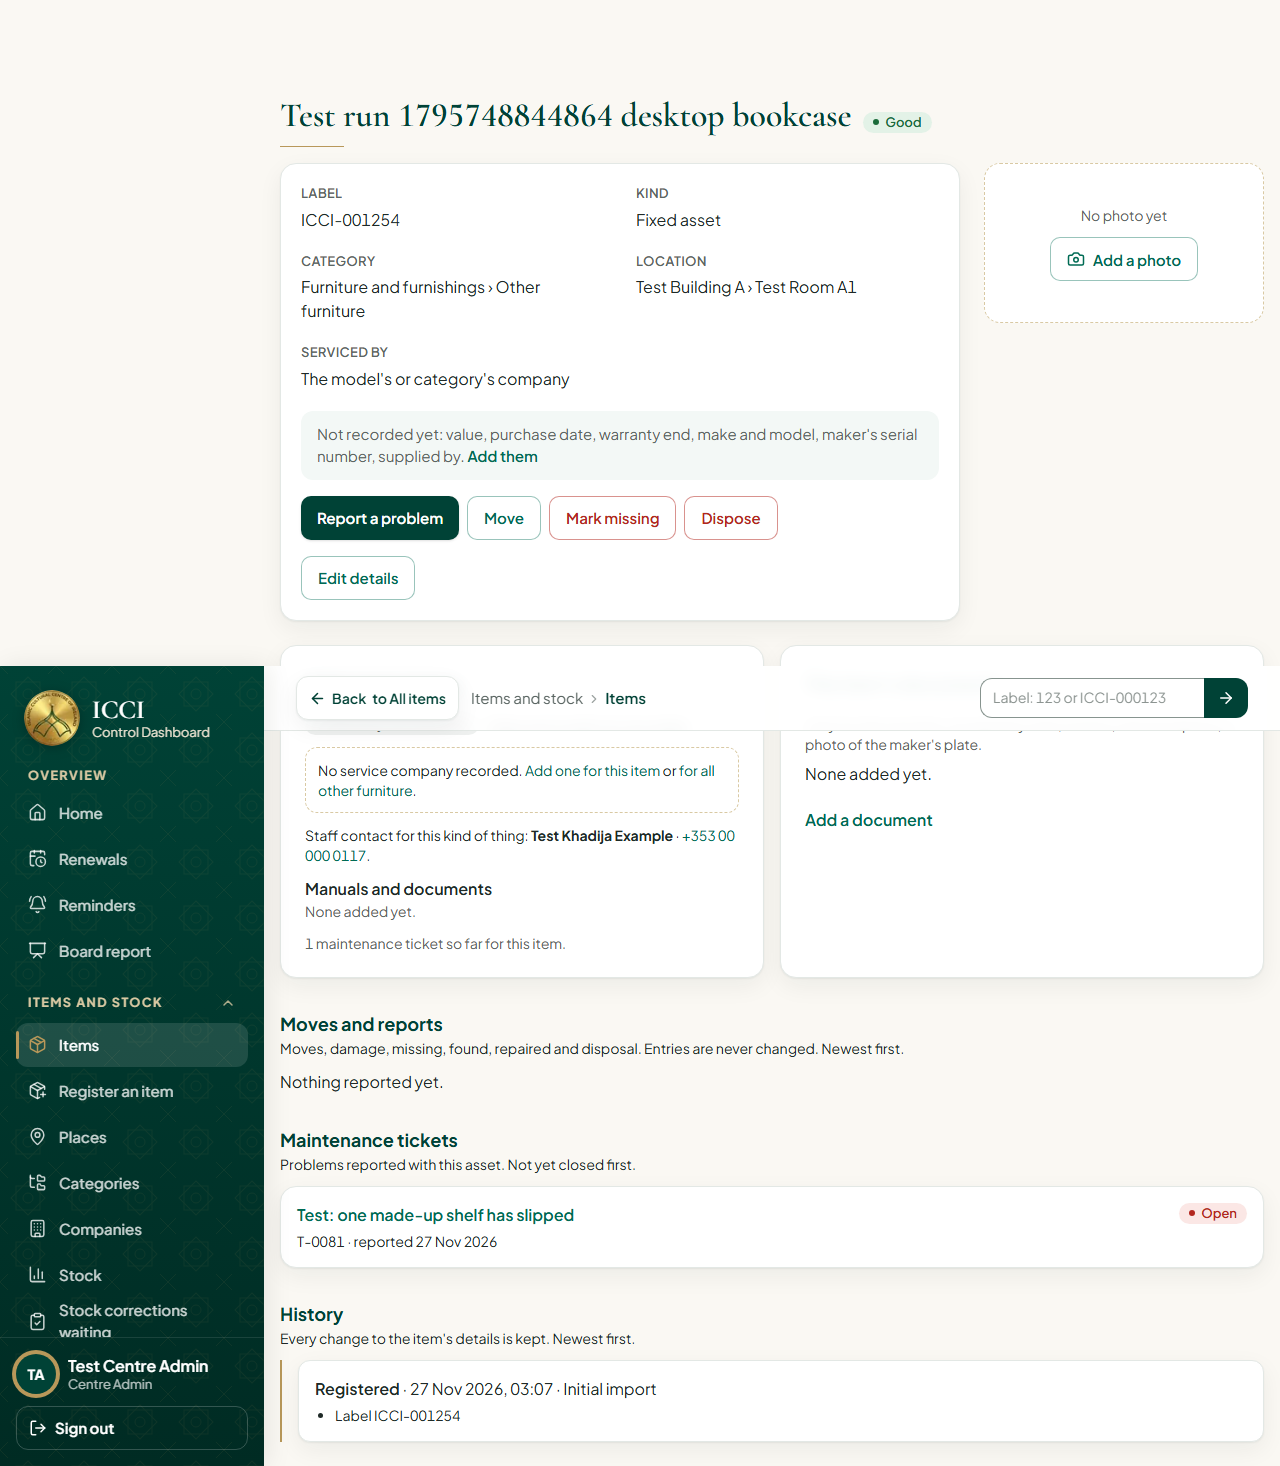 Test run 1795748844864 desktop bookcase
Good
LABEL
ICCI-001254
KIND
Fixed asset
CATEGORY
Furniture and furnishings › Other
furniture
LOCATION
Test Building A › Test Room A1
SERVICED BY
The model's or category's company
Not recorded yet: value, purchase date, warranty end, make and model, maker's serial
number, supplied by. Add them
Report a problem
Move
Mark missing
Dispose
Edit details
No photo yet
Add a photo
ICCI
Control Dashboard
OVERVIEW
Home
Renewals
Reminders
Board report
ITEMS AND STOCK
Items
Register an item
Places
Categories
Companies
Stock
Stock corrections
waiting
TA
Test Centre Admin
Centre Admin
Sign out
Back to All items
Items and stock › Items
Label: 123 or ICCI-000123
No service company recorded. Add one for this item or for all
other furniture.
Staff contact for this kind of thing: Test Khadija Example · +353 00
000 0117.
Manuals and documents
None added yet.
1 maintenance ticket so far for this item.
photo of the maker's plate.
None added yet.
Add a document
Moves and reports
Moves, damage, missing, found, repaired and disposal. Entries are never changed. Newest first.
Nothing reported yet.
Maintenance tickets
Problems reported with this asset. Not yet closed first.
Test: one made-up shelf has slipped
Open
T-0081 · reported 27 Nov 2026
History
Every change to the item's details is kept. Newest first.
Registered · 27 Nov 2026, 03:07 · Initial import
• Label ICCI-001254